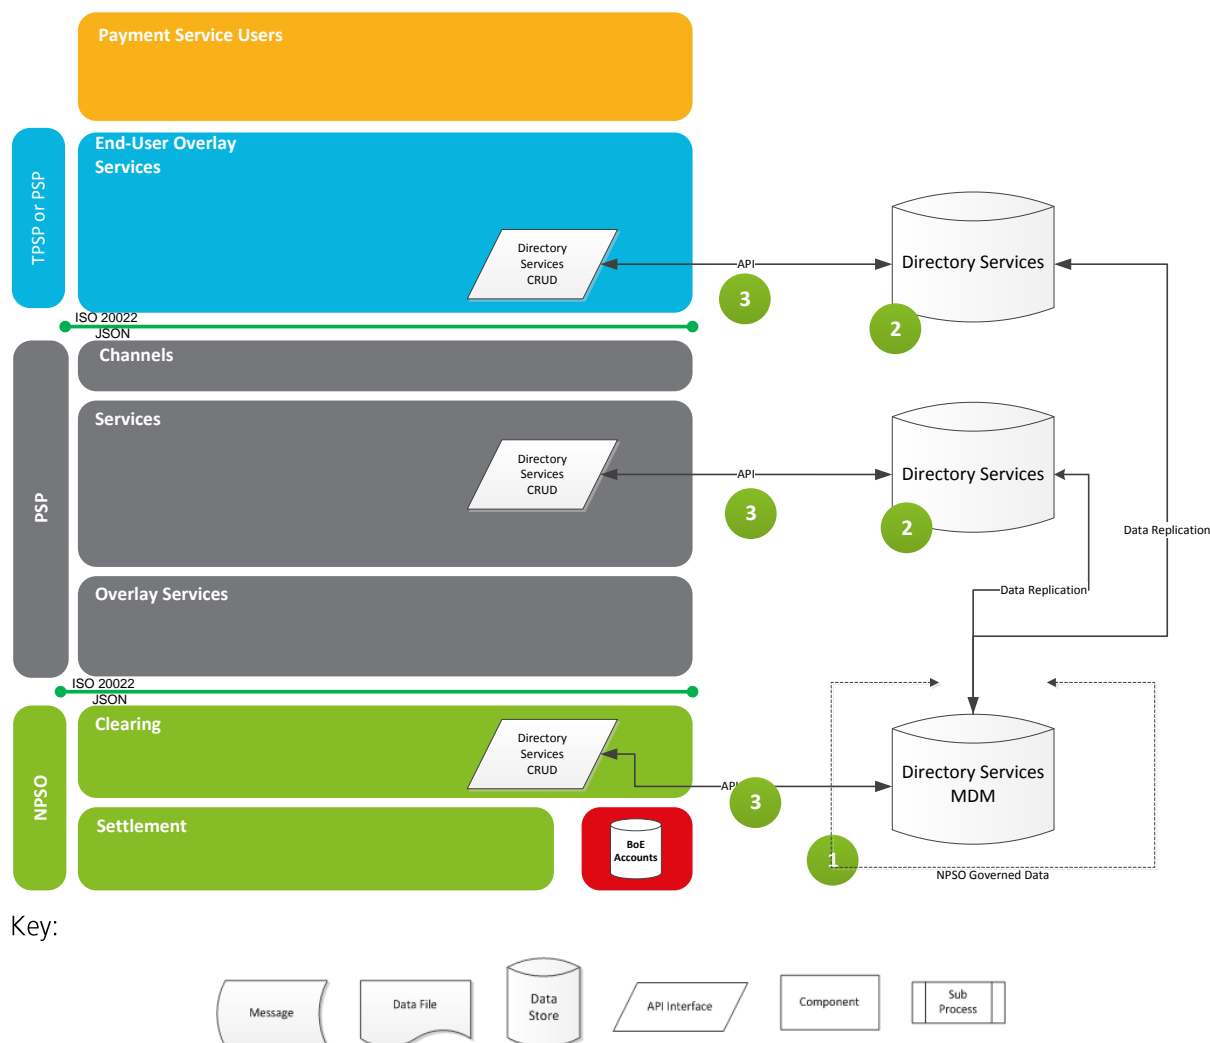 Payment Service Users
TPSP or PSP
End-User Overlay
Services
Directory
Services
CRUD
API
3
Directory Services
2
ISO 20022
JSON
PSP
Channels
Services
Directory
Services
CRUD
API
3
Directory Services
2
Data Replication
Overlay Services
Data Replication
ISO 20022
JSON
NPSO
Clearing
Directory
Services
CRUD
API
3
Directory Services
MDM
Settlement
BoE
Accounts
1
NPSO Governed Data
Key:
Message
Data File
Data
Store
API Interface
Component
Sub
Process